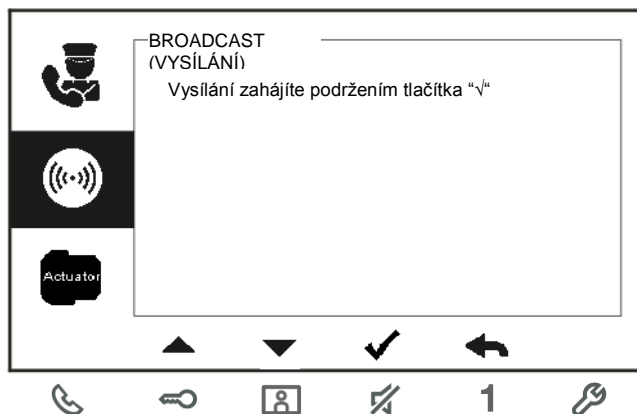 BROADCAST
(VYSÍLÁNÍ)
Vysílání zahájíte podržením tlačítka “√“
Actuator
1